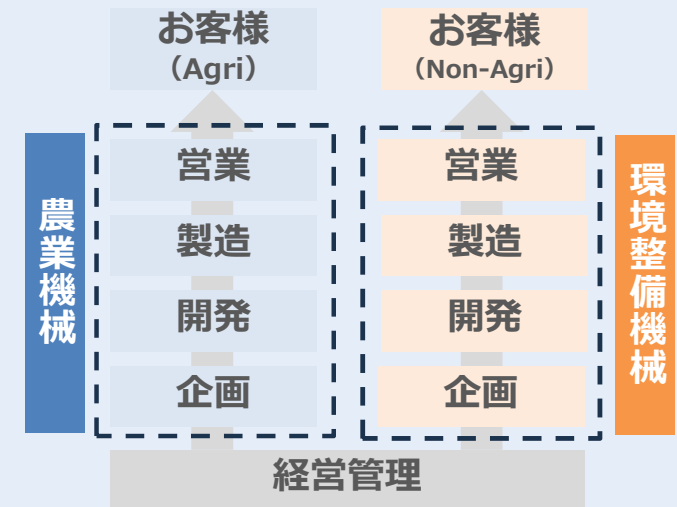 お客様
（Agri）
お客様
（Non-Agri）
農業機械
営業
製造
開発
企画
営業
製造
開発
企画
環境整備機械
経営管理